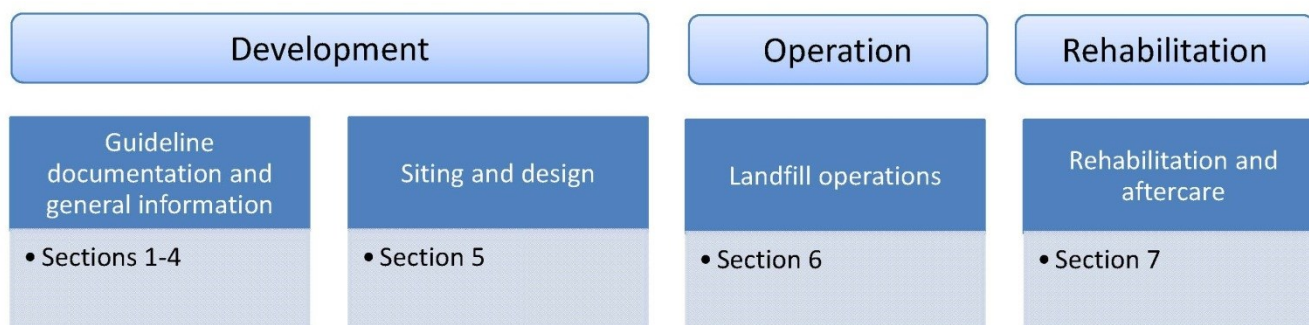 Development
Operation
Rehabilitation
Guideline
documentation and
general information
• Sections 1-4
Siting and design
• Section 5
Landfill operations
• Section 6
Rehabilitation and
aftercare
• Section 7